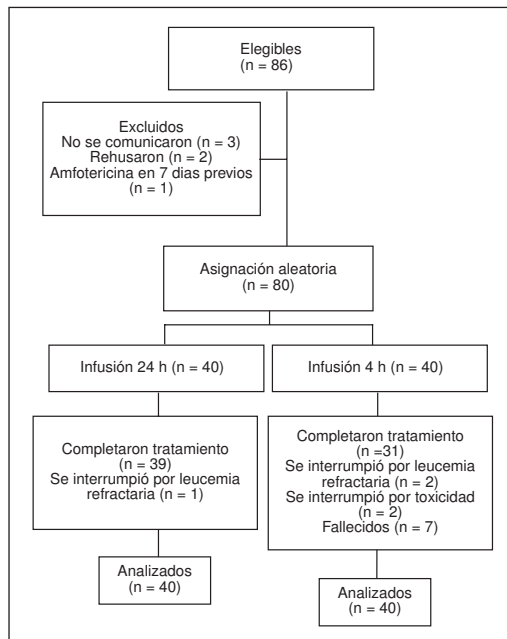 Elegibles
(n = 86)
Excluidos
No se comunicaron (n = 3)
Rehusaron (n = 2)
Amfotericina en 7 dias previos
(n = 1)
Asignación aleatoria
(n = 80)
Infusión 24 h (n = 40)
Infusión 4 h (n = 40)
Completaron tratamiento
(n = 39)
Se interrumpió por leucemia
refractaria (n = 1)
Completaron tratamiento
(n =31)
Se interrumpió por leucemia
refractaria (n = 2)
Se interrumpió por toxicidad
(n = 2)
Fallecidos (n = 7)
Analizados
(n = 40)
Analizados
(n = 40)